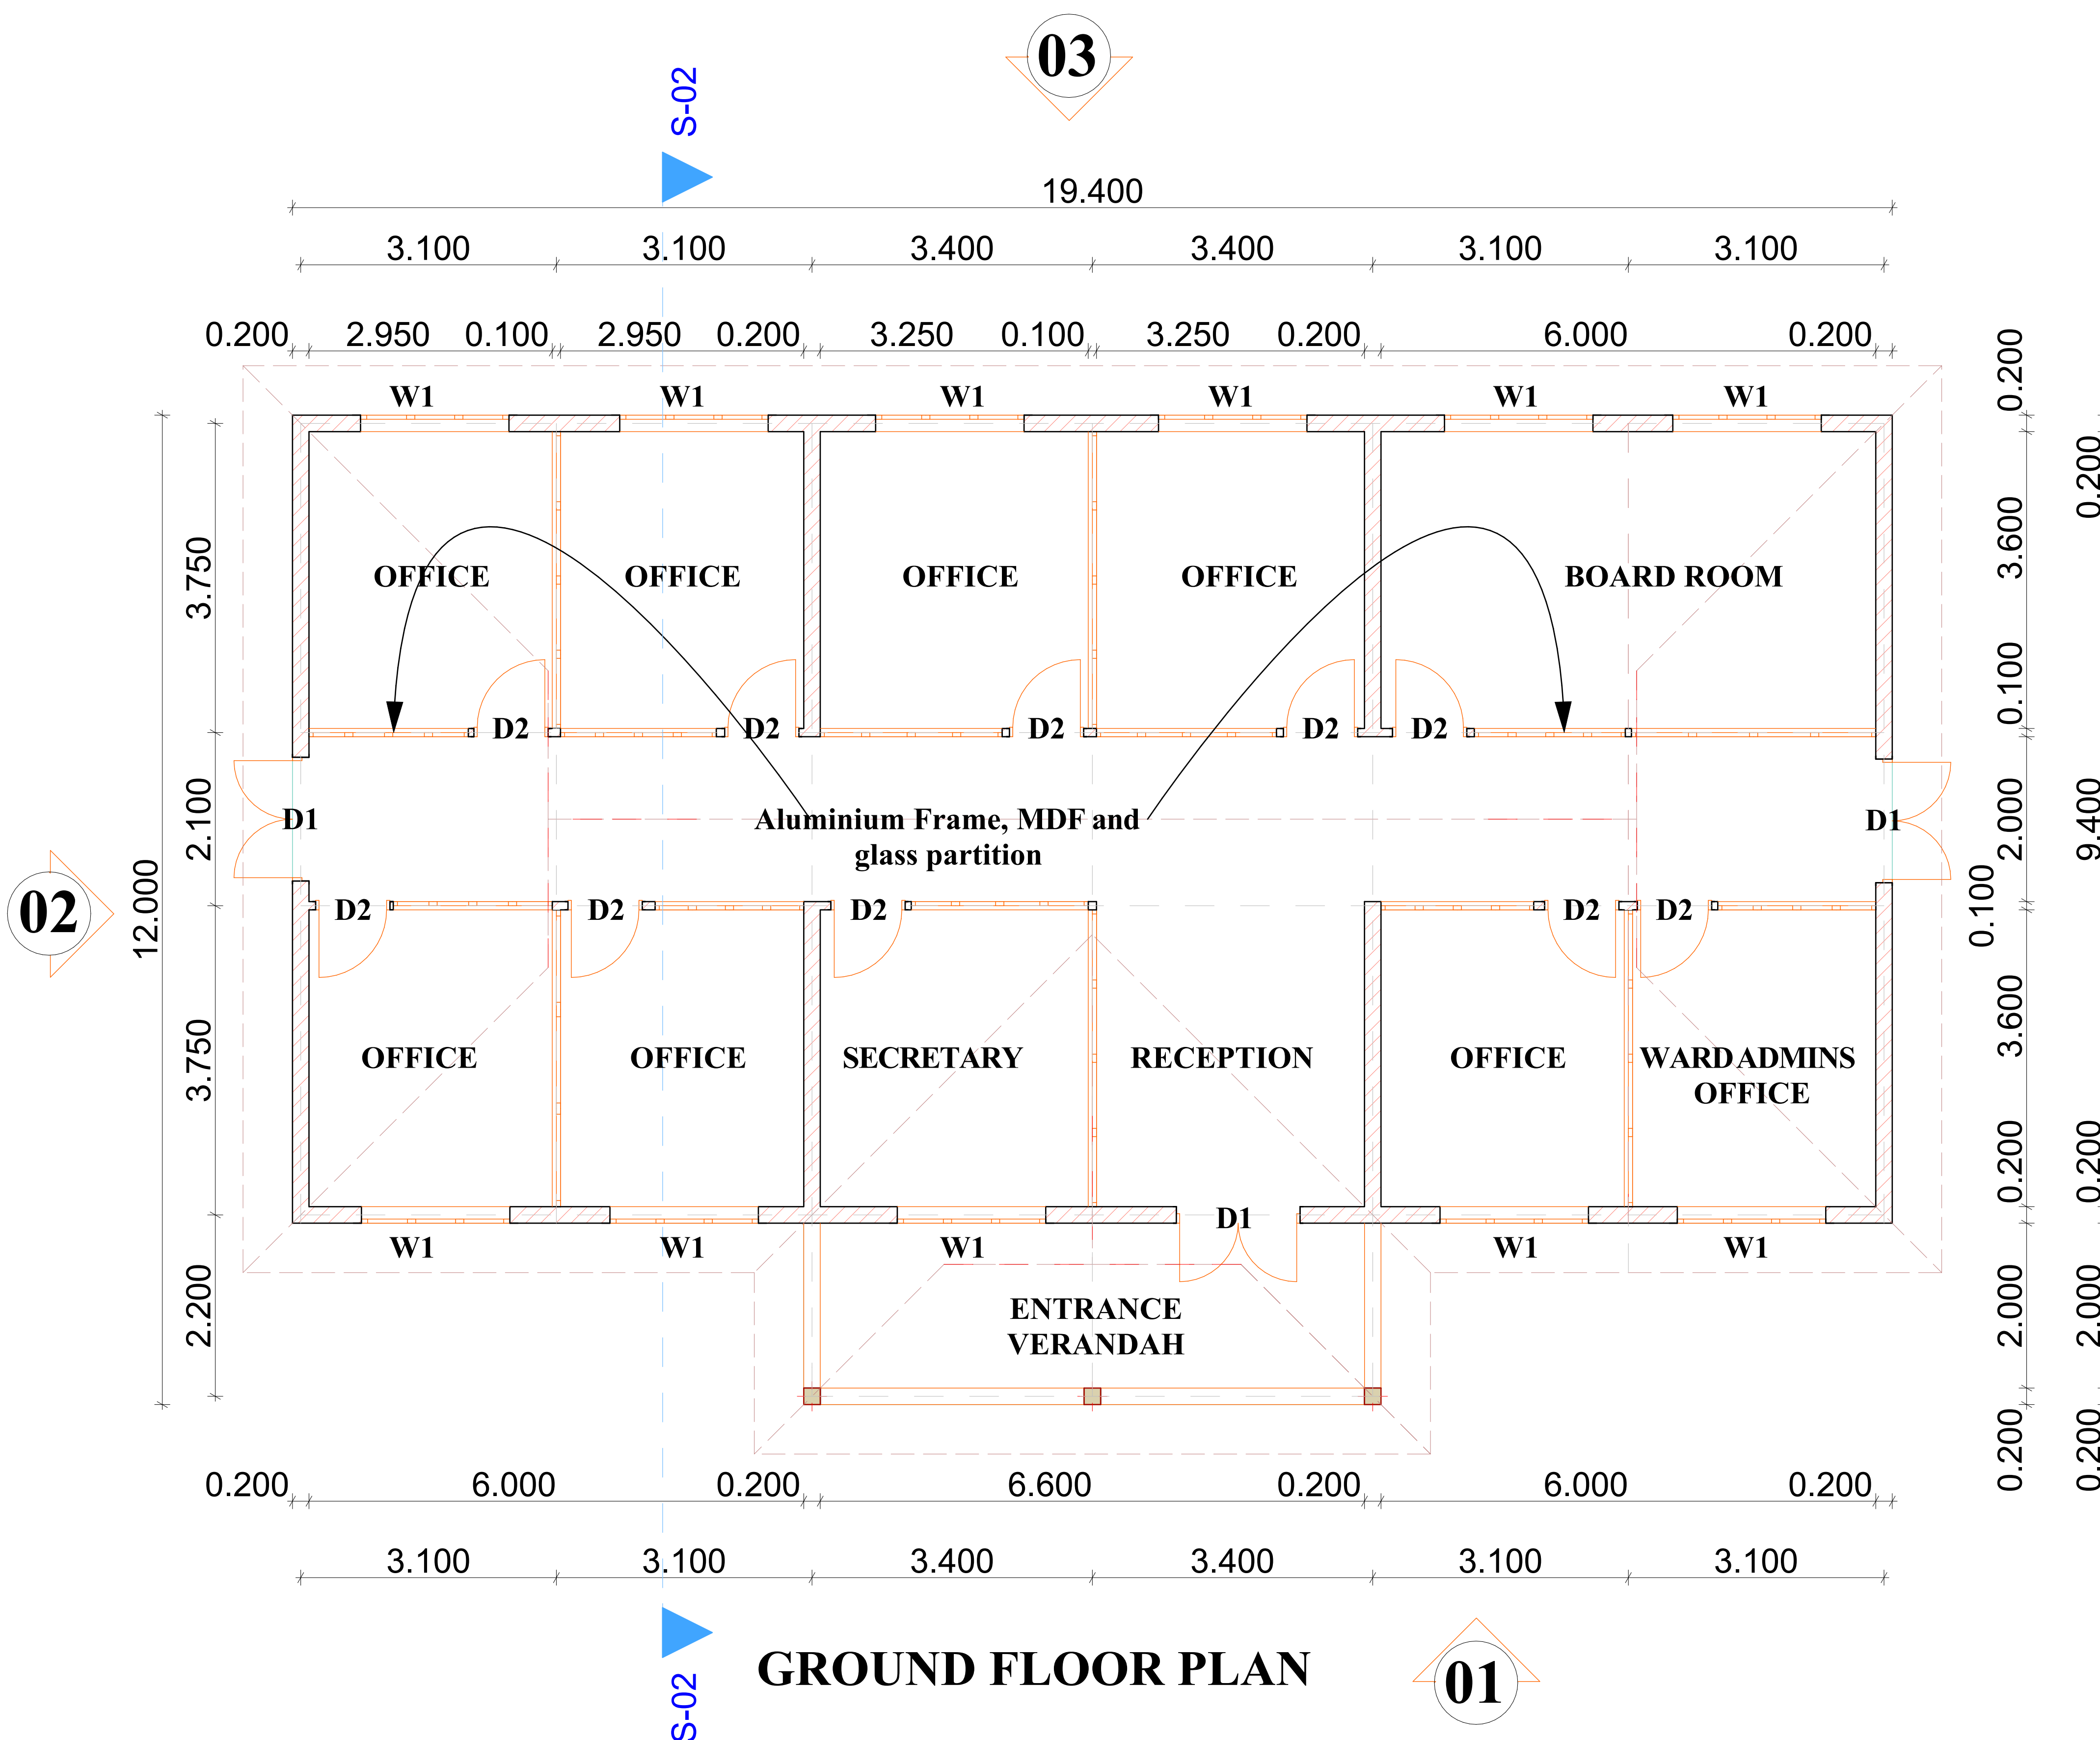 03
S-02
19.400
3.100 3.100 3.400 3.400 3.100 3.100
0.200 2.950 0.100 2.950 0.200 3.250 0.100 3.250 0.200 6.000 0.200
W1 W1 W1 W1 W1 W1
OFFICE OFFICE OFFICE OFFICE BOARD ROOM
D2 D2 D2 D2 D2
D1 Aluminium Frame, MDF and D1
glass partition
02
D2 D2 D2 D2 D2
OFFICE OFFICE SECRETARY RECEPTION OFFICE WARD ADMINS
OFFICE
D1
W1 W1 W1 W1 W1
ENTRANCE
VERANDAH
12.000
3.750
2.100
3.750
2.200
0.200
3.600
0.100
2.000
0.100
3.600
0.200
2.000
0.200
0.200
9.400
0.200
2.000
0.200
0.200 6.000 0.200 6.600 0.200 6.000 0.200
3.100 3.100 3.400 3.400 3.100 3.100
S-02
GROUND FLOOR PLAN
01